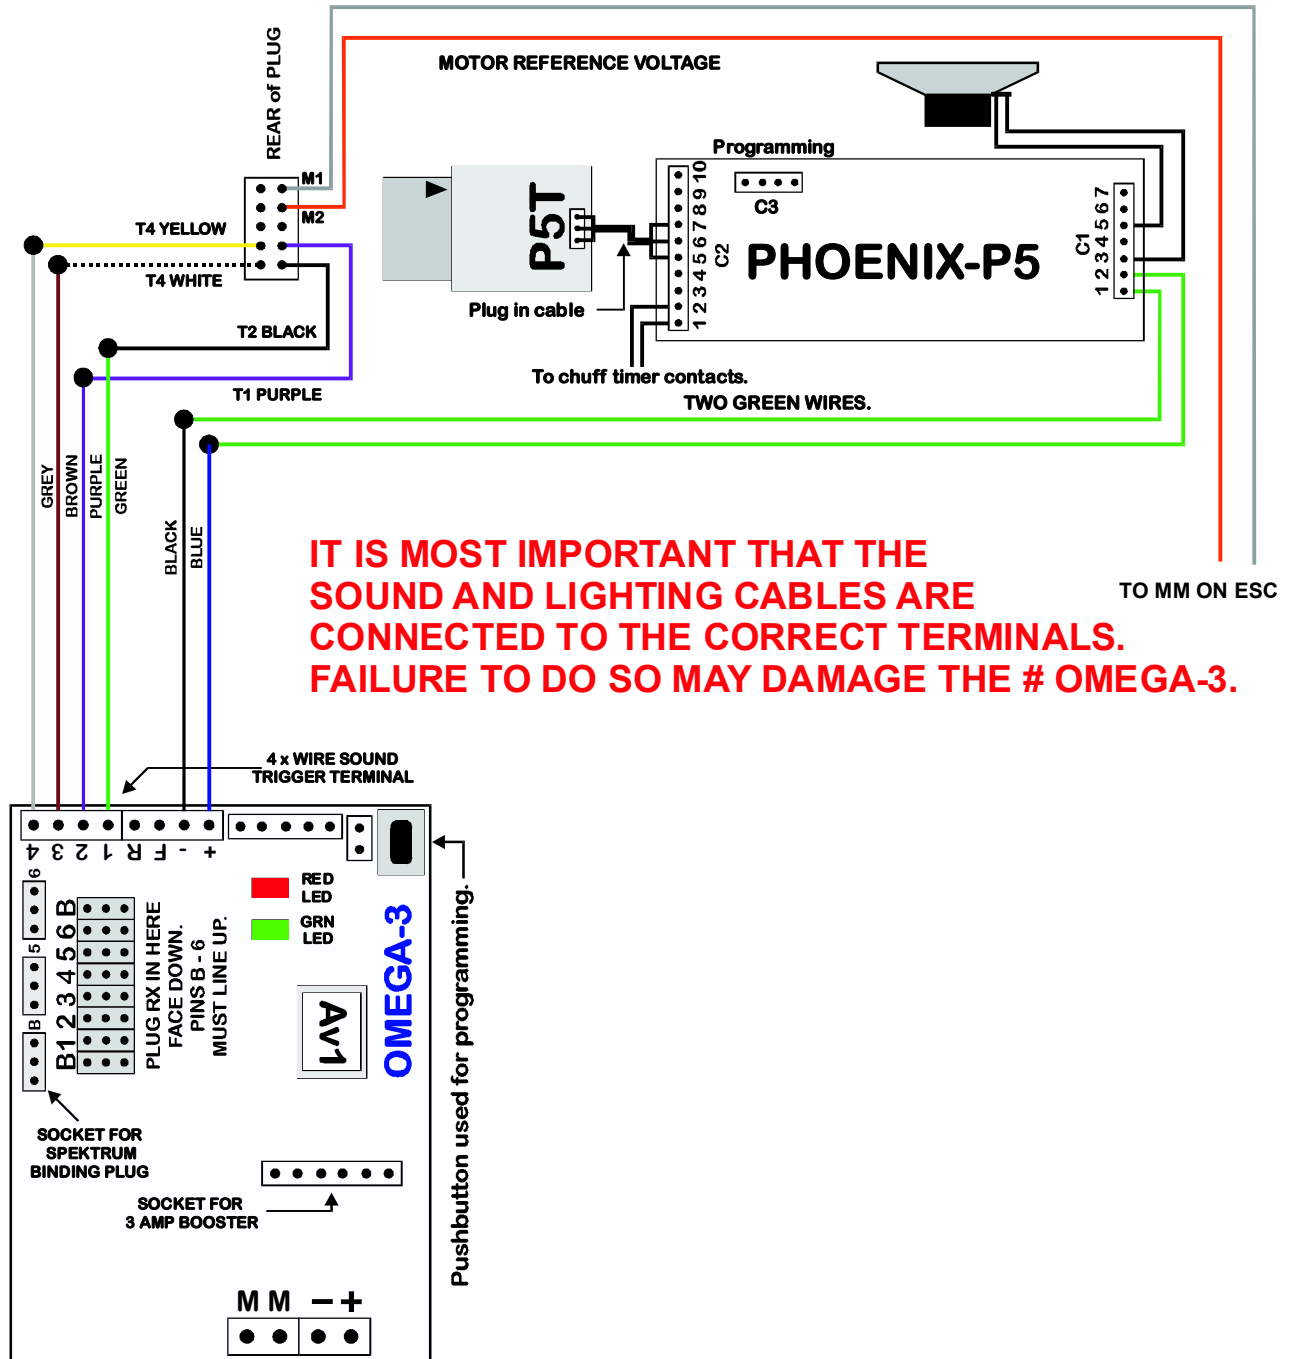 REAR of PLUG
MOTOR REFERENCE VOLTAGE
M1
M2
T4 YELLOW
T4 WHITE
T2 BLACK
T1 PURPLE
P5T
Plug in cable
Programming
C3
PHOENIX-P5
1 2 3 4 5 6 7 8 9 10
C2
C1
1 2 3 4 5 6 7
To chuff timer contacts.
TWO GREEN WIRES.
GREY
BROWN
PURPLE
GREEN
BLACK
BLUE
IT IS MOST IMPORTANT THAT THE
SOUND AND LIGHTING CABLES ARE
CONNECTED TO THE CORRECT TERMINALS.
FAILURE TO DO SO MAY DAMAGE THE # OMEGA-3.
TO MM ON ESC
4 x WIRE SOUND
TRIGGER TERMINAL
4 3 2 1 R F - +
6
5
B
B1 2 3 4 5 6 B
PLUG RX IN HERE
FACE DOWN.
PINS B - 6
MUST LINE UP.
RED
LED
GRN
LED
Av1
OMEGA-3
Pushbutton used for programming.
SOCKET FOR
SPEKTRUM
BINDING PLUG
SOCKET FOR
3 AMP BOOSTER
M M − +